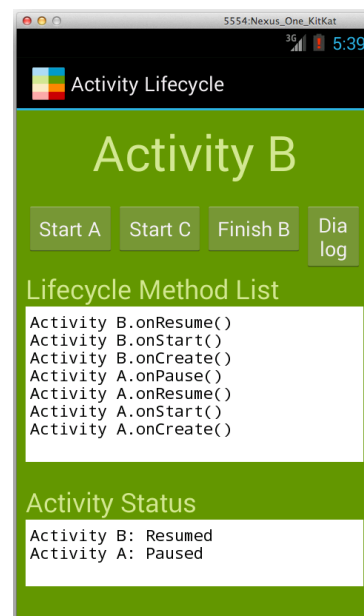 5554:Nexus_One_KitKat
3G
5:39
Activity Lifecycle
Activity B
Start A
Start C
Finish B
Dia
log
Lifecycle Method List
Activity B.onResume()
Activity B.onStart()
Activity B.onCreate()
Activity A.onPause()
Activity A.onResume()
Activity A.onStart()
Activity A.onCreate()
Activity Status
Activity B: Resumed
Activity A: Paused